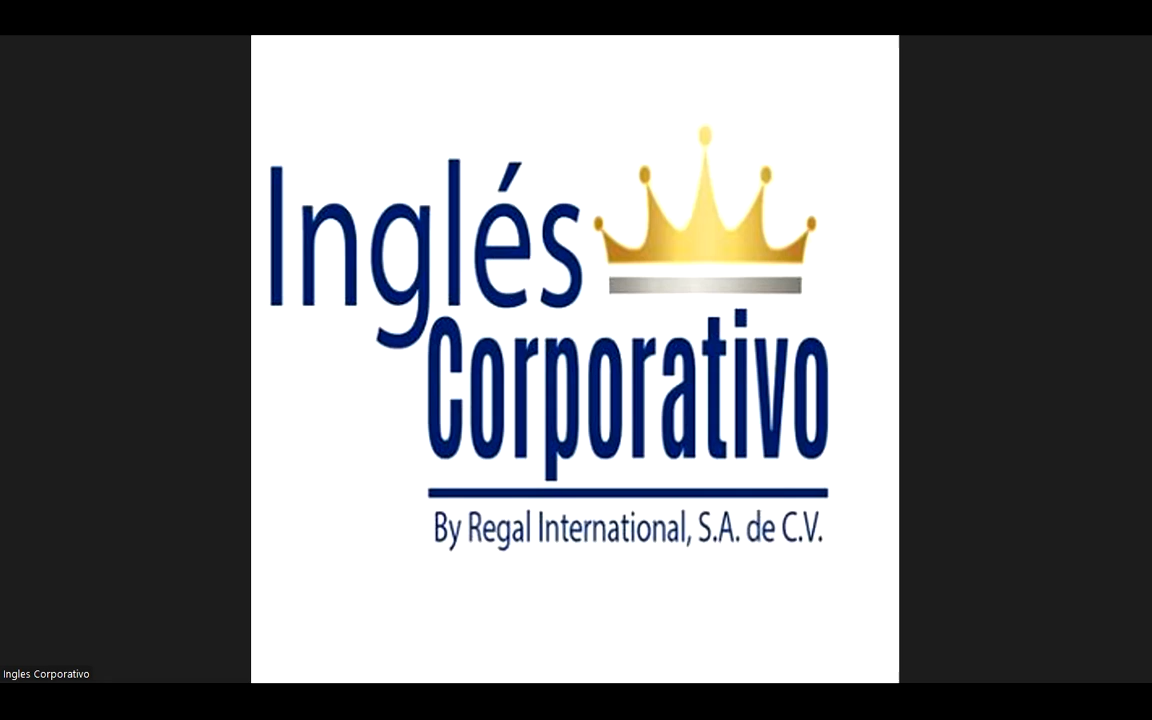 Inglés
Corporativo
By Regal International, S.A. de C.V.
Ingles Corporativo